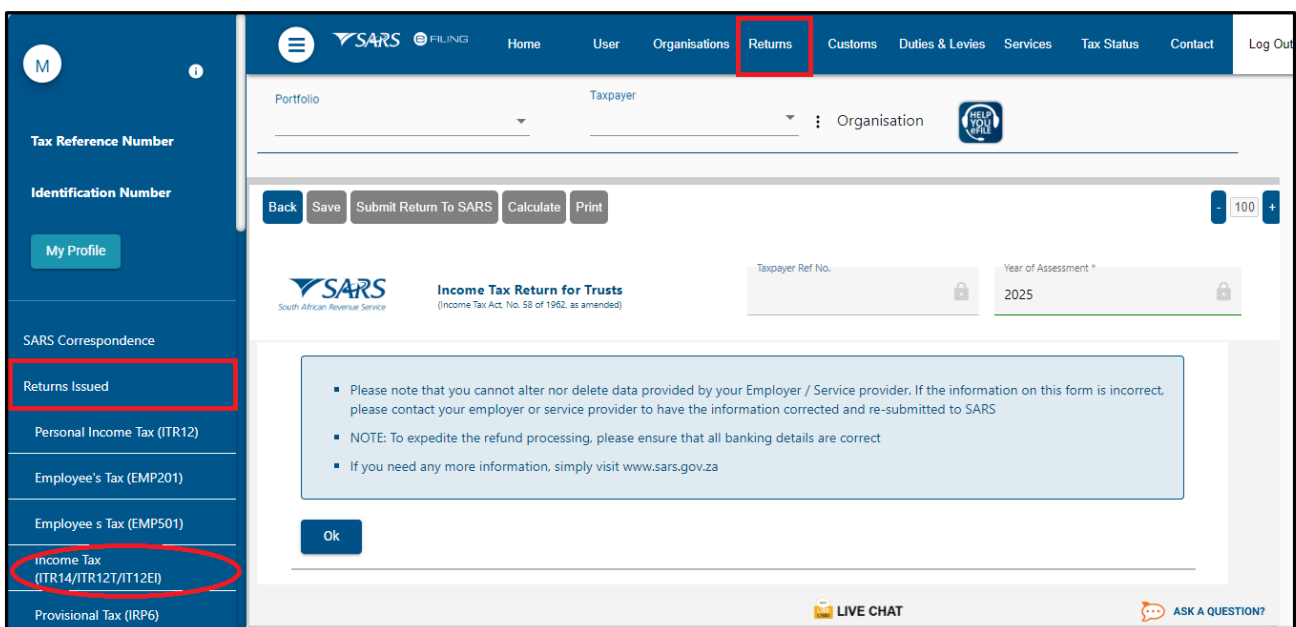 SARS eFILING
Home
User
Organisations
Returns
Customs
Duties & Levies
Services
Tax Status
Contact
Log Out
M
i
Tax Reference Number
Identification Number
My Profile
SARS Correspondence
Returns Issued
Personal Income Tax (ITR12)
Employee's Tax (EMP201)
Employee s Tax (EMP501)
Income Tax
(ITR14/ITR12T/IT12EI)
Provisional Tax (IRP6)
Portfolio
Taxpayer
Organisation
HELP
YOU
eFILE
Back
Save
Submit Return To SARS
Calculate
Print
- 100 +
SARS
South African Revenue Service
Income Tax Return for Trusts
(Income Tax Act, No. 58 of 1962, as amended)
Taxpayer Ref No.
Year of Assessment *
2025
Please note that you cannot alter nor delete data provided by your Employer / Service provider. If the information on this form is incorrect,
please contact your employer or service provider to have the information corrected and re-submitted to SARS
NOTE: To expedite the refund processing, please ensure that all banking details are correct
If you need any more information, simply visit www.sars.gov.za
Ok
LIVE CHAT
ASK A QUESTION?